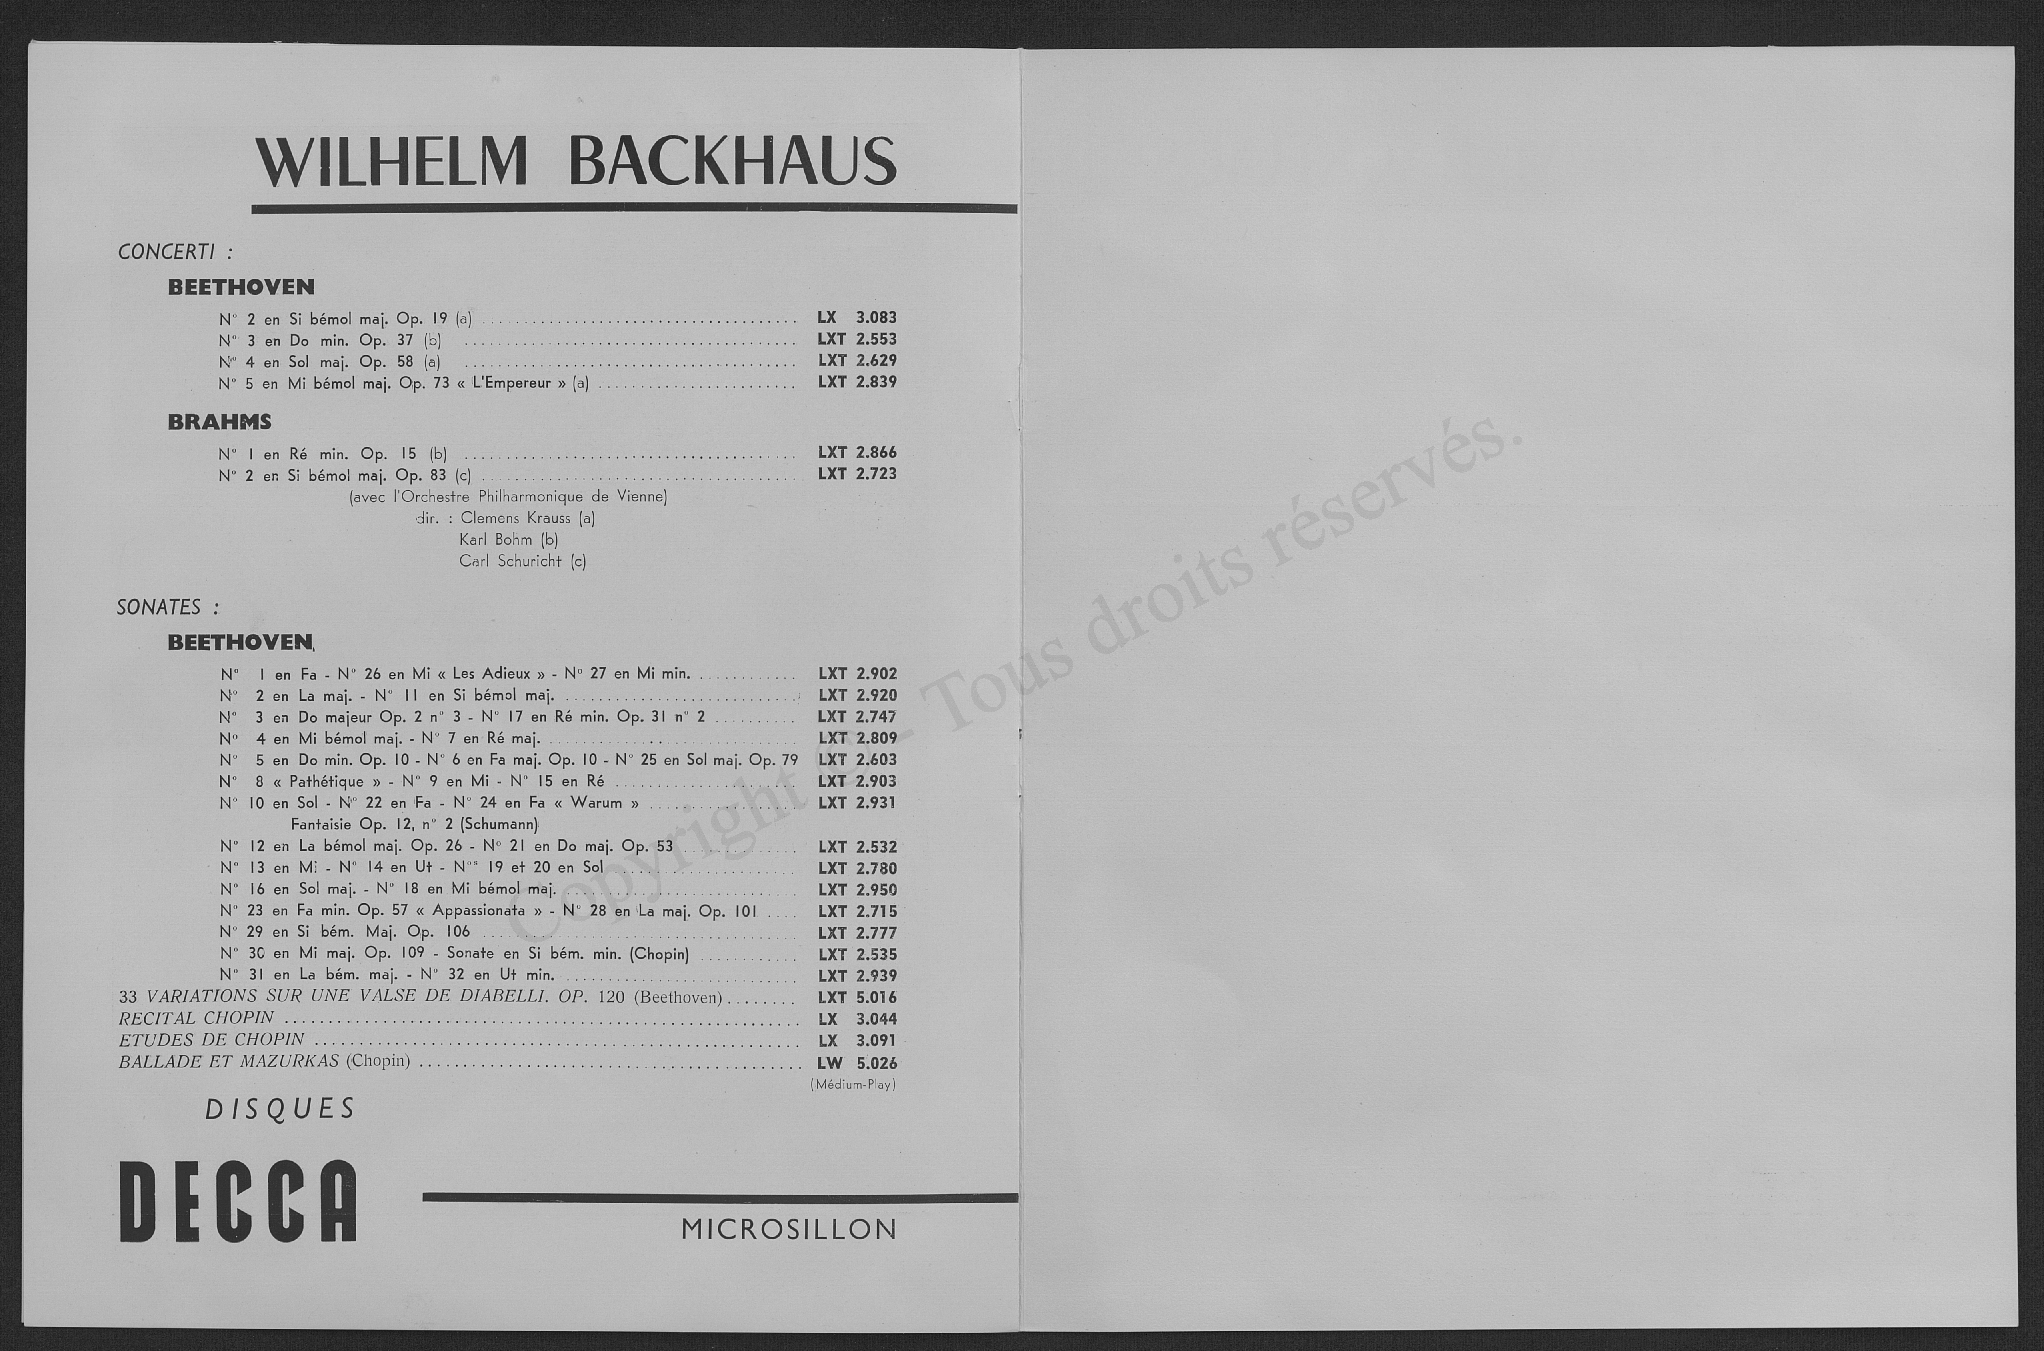 WILHELM BACKHAUS
CONCERTI :
BEETHOVEN
N° 2 en Si bémol maj. Op. 19 (a) LX 3.083
N° 3 en Do min. Op. 37 (b) LXT 2.553
N° 4 en Sol maj. Op. 58 (a) LXT 2.629
N° 5 en Mi bémol maj. Op. 73 « L'Empereur » (a) LXT 2.839
BRAHMS
N° 1 en Ré min. Op. 15 (b) LXT 2.866
N° 2 en Si bémol maj. Op. 83 (c) LXT 2.723
(avec l'Orchestre Philharmonique de Vienne)
dir. : Clemens Krauss (a)
Karl Bohm (b)
Carl Schuricht (c)
SONATES :
BEETHOVEN
N° 1 en Fa - N° 26 en Mi « Les Adieux » - N° 27 en Mi min. LXT 2.902
N° 2 en La maj. - N° 11 en Si bémol maj. LXT 2.920
N° 3 en Do majeur Op. 2 n° 3 - N° 17 en Ré min. Op. 31 n° 2 LXT 2.747
N° 4 en Mi bémol maj. - N° 7 en Ré maj. LXT 2.809
N° 5 en Do min. Op. 10 - N° 6 en Fa maj. Op. 10 - N° 25 en Sol maj. Op. 79 LXT 2.603
N° 8 « Pathétique » - N° 9 en Mi - N° 15 en Ré LXT 2.903
N° 10 en Sol - N° 22 en Fa - N° 24 en Fa « Warum » LXT 2.931
Fantaisie Op. 12, n° 2 (Schumann)
N° 12 en La bémol maj. Op. 26 - N° 21 en Do maj. Op. 53 LXT 2.532
N° 13 en Mi - N° 14 en Ut - Nos 19 et 20 en Sol LXT 2.780
N° 16 en Sol maj. - N° 18 en Mi bémol maj. LXT 2.950
N° 23 en Fa min. Op. 57 « Appassionata » - N° 28 en La maj. Op. 101 LXT 2.715
N° 29 en Si bém. Maj. Op. 106 LXT 2.777
N° 30 en Mi maj. Op. 109 - Sonate en Si bém. min. (Chopin) LXT 2.535
N° 31 en La bém. maj. - N° 32 en Ut min. LXT 2.939
33 VARIATIONS SUR UNE VALSE DE DIABELLI. OP. 120 (Beethoven) LXT 5.016
RECITAL CHOPIN LX 3.044
ETUDES DE CHOPIN LX 3.091
BALLADE ET MAZURKAS (Chopin) LW 5.026
(Médium-Play)
DISQUES
DECCA
MICROSILLON
Copyright © - Tous droits réservés.